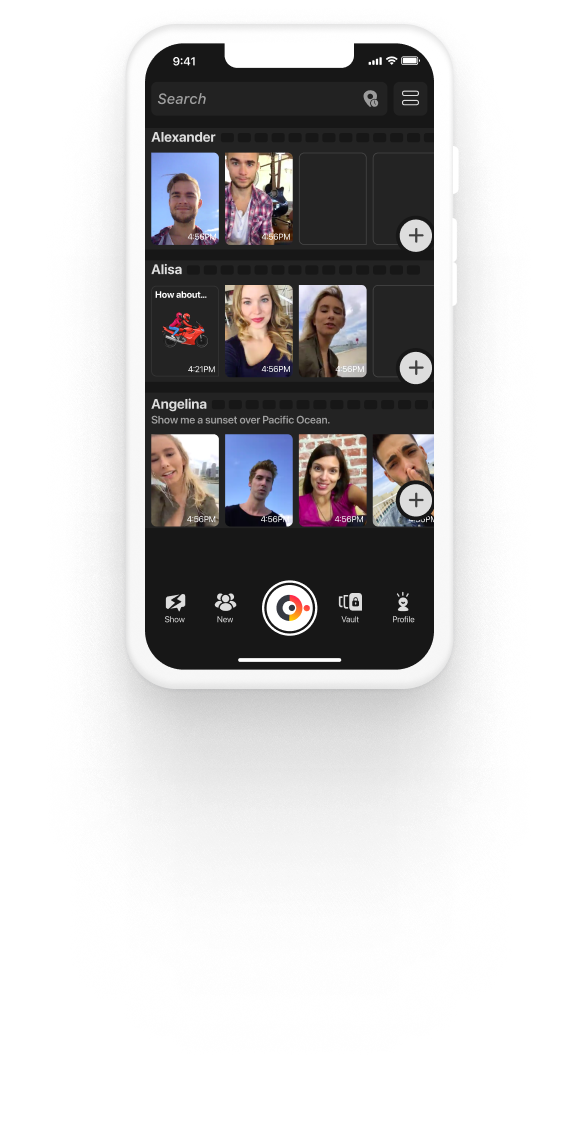 9:41
Search
Alexander
4:56PM
4:56PM
Alisa
How about...
4:21PM
4:56PM
4:56PM
Angelina
Show me a sunset over Pacific Ocean.
4:56PM
4:56PM
4:56PM
4:56PM
Show
New
Vault
Profile